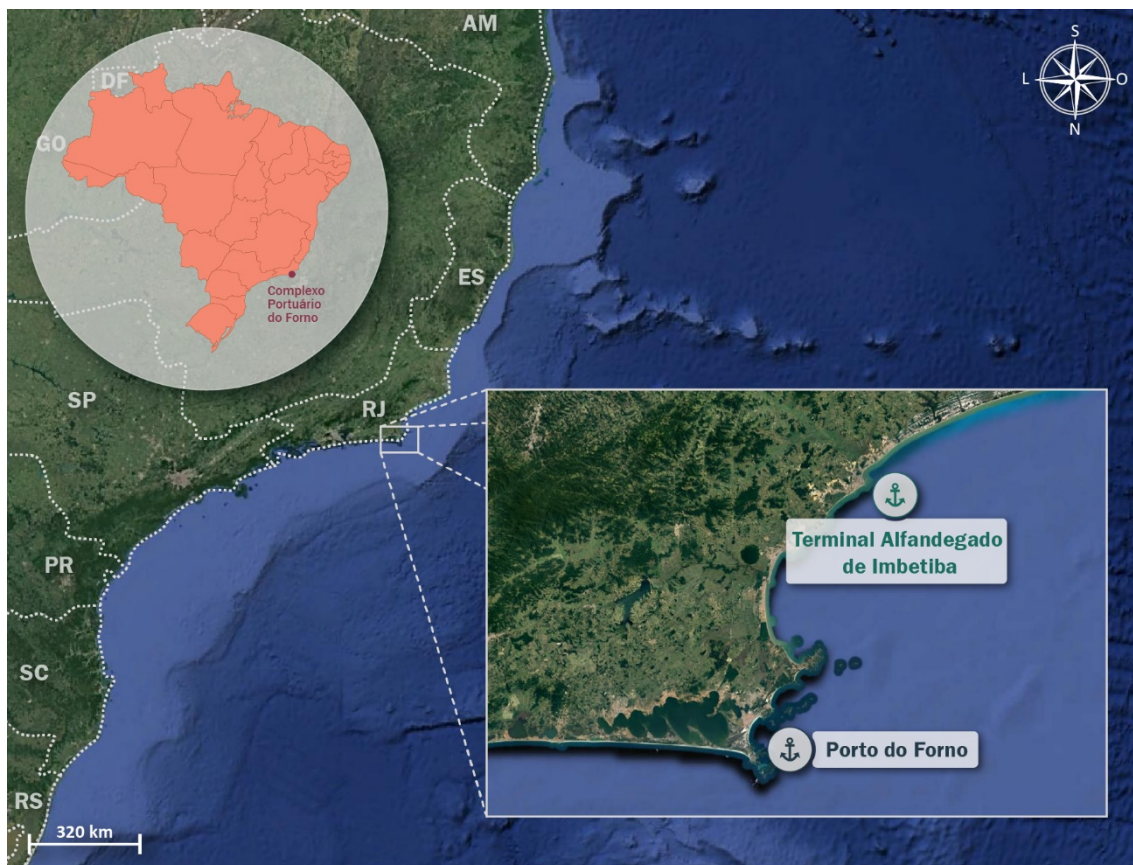 AM
S
L
O
N
DF
GO
Complexo
Portuário
do Forno
ES
SP
RJ
Terminal Alfandegado
de Imbetiba
PR
SC
Porto do Forno
RS
320 km